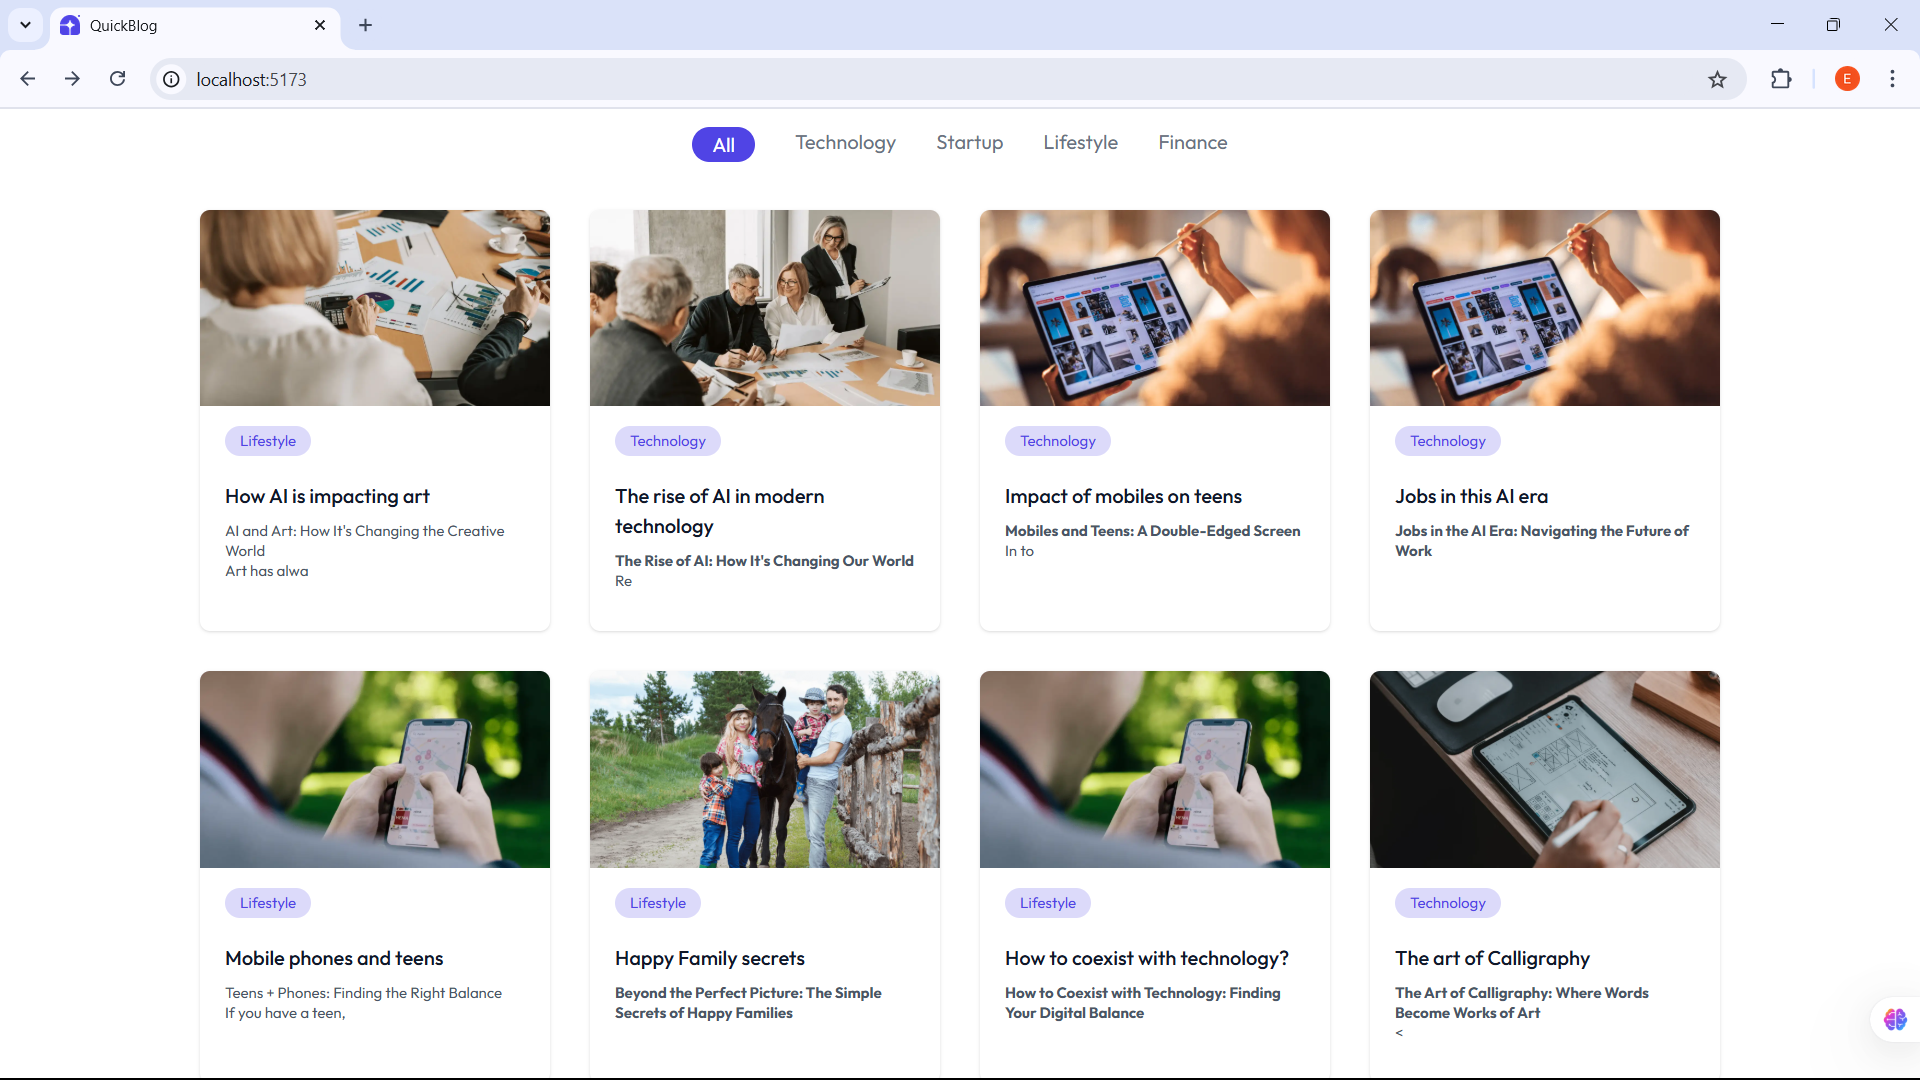 QuickBlog
localhost:5173
E
All Technology Startup Lifestyle Finance
Lifestyle
How AI is impacting art
AI and Art: How It's Changing the Creative
World
Art has alwa
Technology
The rise of AI in modern
technology
The Rise of AI: How It's Changing Our World
Re
Technology
Impact of mobiles on teens
Mobiles and Teens: A Double-Edged Screen
In to
Technology
Jobs in this AI era
Jobs in the AI Era: Navigating the Future of
Work
Lifestyle
Mobile phones and teens
Teens + Phones: Finding the Right Balance
If you have a teen,
Lifestyle
Happy Family secrets
Beyond the Perfect Picture: The Simple
Secrets of Happy Families
Lifestyle
How to coexist with technology?
How to Coexist with Technology: Finding
Your Digital Balance
Technology
The art of Calligraphy
The Art of Calligraphy: Where Words
Become Works of Art
<